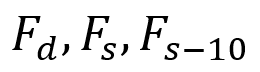 F_d, F_s, F_{s-10}